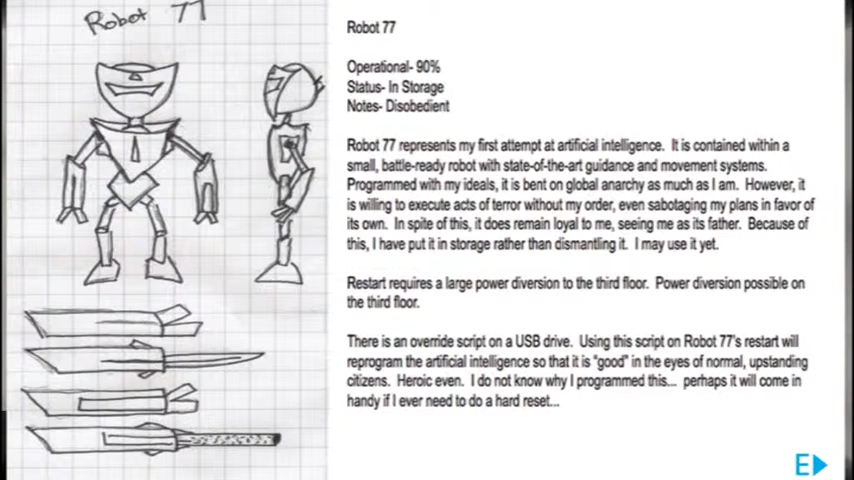 Robot 77
Robot 77
Operational- 90%
Status- In Storage
Notes- Disobedient
Robot 77 represents my first attempt at artificial intelligence. It is contained within a
small, battle-ready robot with state-of-the-art guidance and movement systems.
Programmed with my ideals, it is bent on global anarchy as much as I am. However, it
is willing to execute acts of terror without my order, even sabotaging my plans in favor of
its own. In spite of this, it does remain loyal to me, seeing me as its father. Because of
this, I have put it in storage rather than dismantling it. I may use it yet.
Restart requires a large power diversion to the third floor. Power diversion possible on
the third floor.
There is an override script on a USB drive. Using this script on Robot 77's restart will
reprogram the artificial intelligence so that it is "good" in the eyes of normal, upstanding
citizens. Heroic even. I do not know why I programmed this... perhaps it will come in
handy if I ever need to do a hard reset...
E